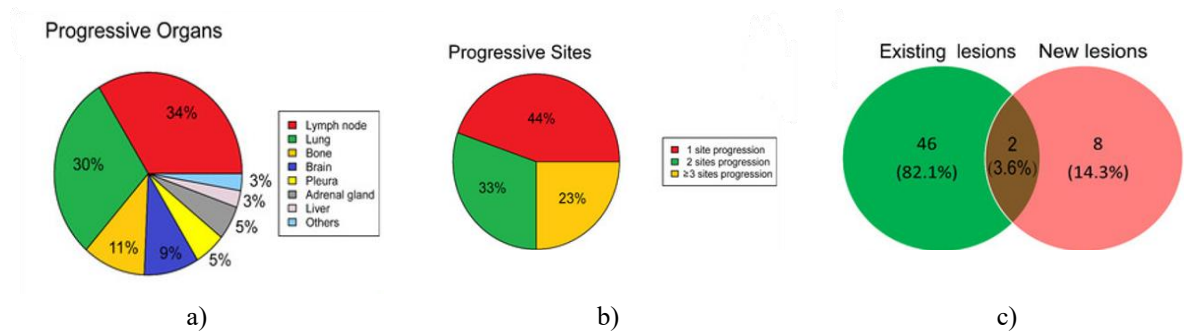 Progressive Organs
34%
30%
11%
9%
5%
5%
3%
3%
Lymph node
Lung
Bone
Brain
Pleura
Adrenal gland
Liver
Others
a)
Progressive Sites
44%
33%
23%
1 site progression
2 sites progression
≥3 sites progression
b)
Existing lesions
New lesions
46
(82.1%)
2
(3.6%)
8
(14.3%)
c)